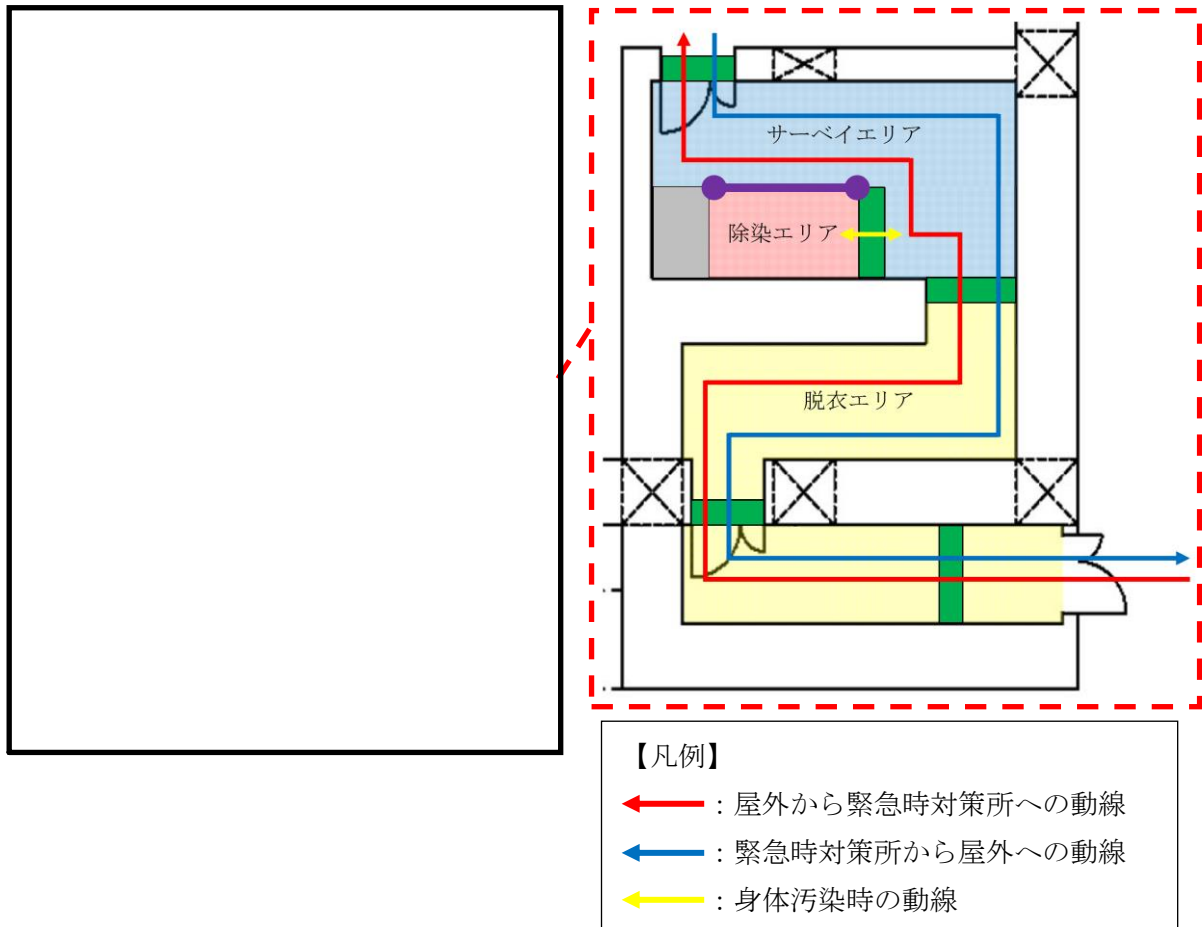 サーベイエリア
除染エリア
脱衣エリア
【凡例】
：屋外から緊急時対策所への動線
：緊急時対策所から屋外への動線
：身体汚染時の動線